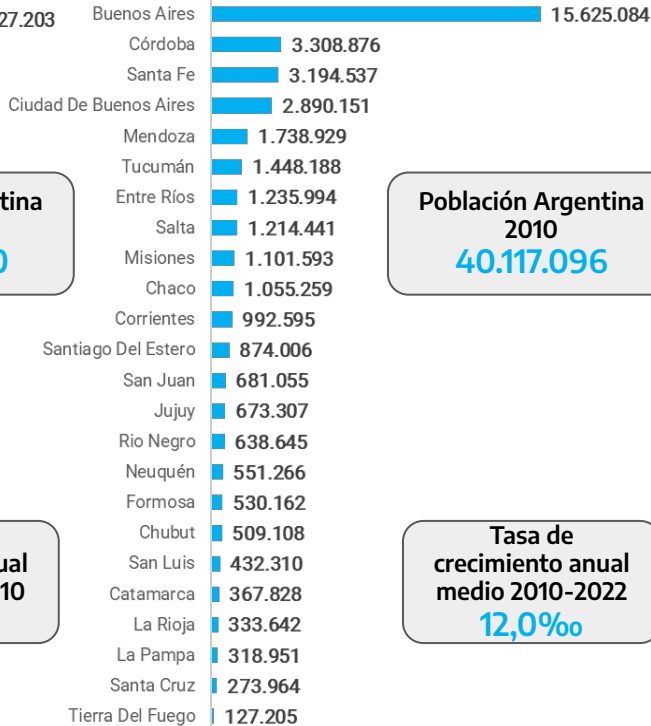 27.203
Buenos Aires 15.625.084
Córdoba 3.308.876
Santa Fe 3.194.537
Ciudad De Buenos Aires 2.890.151
Mendoza 1.738.929
Tucumán 1.448.188
Entre Ríos 1.235.994
Salta 1.214.441
Misiones 1.101.593
Chaco 1.055.259
Corrientes 992.595
Santiago Del Estero 874.006
San Juan 681.055
Jujuy 673.307
Rio Negro 638.645
Neuquén 551.266
Formosa 530.162
Chubut 509.108
San Luis 432.310
Catamarca 367.828
La Rioja 333.642
La Pampa 318.951
Santa Cruz 273.964
Tierra Del Fuego 127.205
tina
0
Población Argentina
2010
40.117.096
ual
10
Tasa de
crecimiento anual
medio 2010-2022
12,0‰